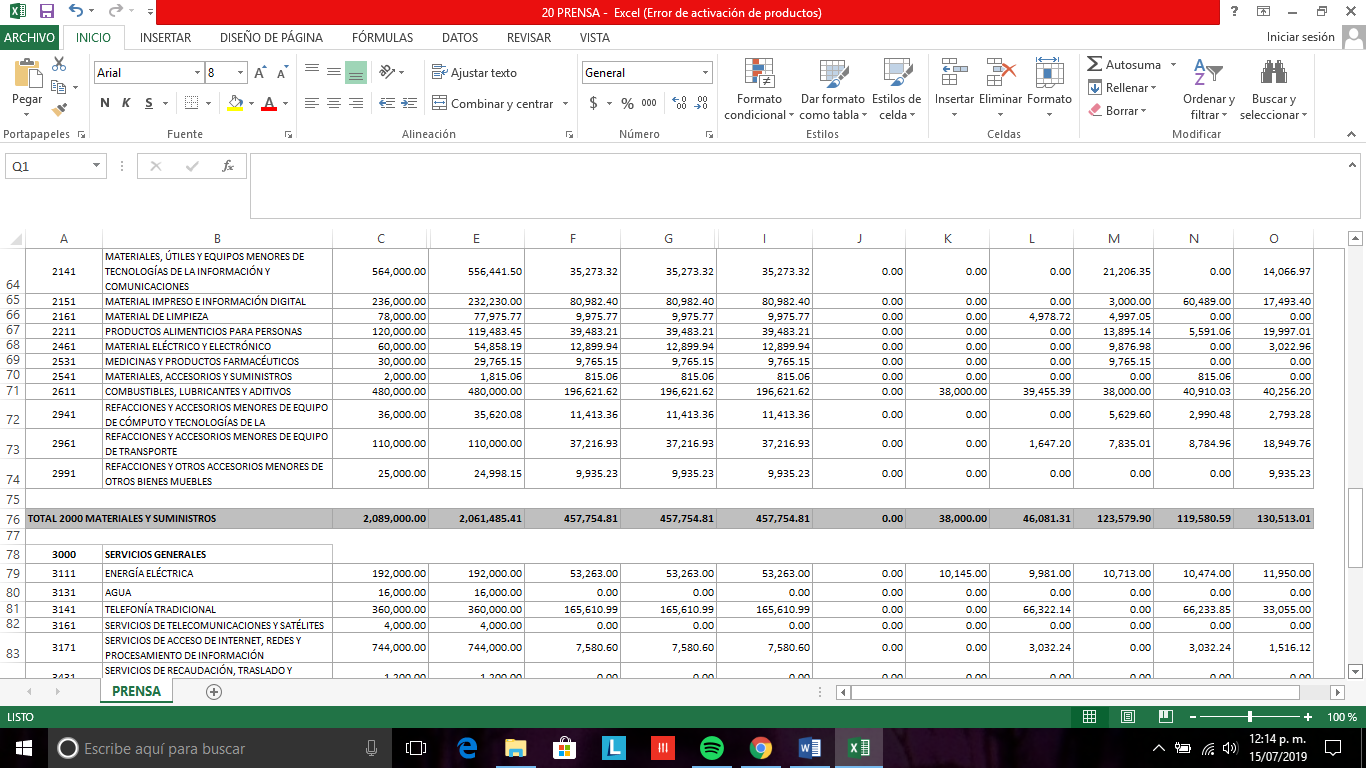 20 PRENSA - Excel (Error de activación de productos)
ARCHIVO INICIO INSERTAR DISEÑO DE PÁGINA FÓRMULAS DATOS REVISAR VISTA Iniciar sesión
Pegar
Portapapeles
Arial 8
N K S
Fuente
Ajustar texto
Combinar y centrar
Alineación
General
$ % 000
Número
Formato condicional
Dar formato como tabla
Estilos de celda
Estilos
Insertar Eliminar Formato
Celdas
Autosuma
Rellenar
Borrar
Ordenar y filtrar
Buscar y seleccionar
Modificar
Q1 fx
A B C E F G I J K L M N O
64 2141 MATERIALES, ÚTILES Y EQUIPOS MENORES DE TECNOLOGÍAS DE LA INFORMACIÓN Y COMUNICACIONES 564,000.00 556,441.50 35,273.32 35,273.32 35,273.32 0.00 0.00 0.00 21,206.35 0.00 14,066.97
65 2151 MATERIAL IMPRESO E INFORMACIÓN DIGITAL 236,000.00 232,230.00 80,982.40 80,982.40 80,982.40 0.00 0.00 0.00 3,000.00 60,489.00 17,493.40
66 2161 MATERIAL DE LIMPIEZA 78,000.00 77,975.77 9,975.77 9,975.77 9,975.77 0.00 0.00 4,978.72 4,997.05 0.00 0.00
67 2211 PRODUCTOS ALIMENTICIOS PARA PERSONAS 120,000.00 119,483.45 39,483.21 39,483.21 39,483.21 0.00 0.00 0.00 13,895.14 5,591.06 19,997.01
68 2461 MATERIAL ELÉCTRICO Y ELECTRÓNICO 60,000.00 54,858.19 12,899.94 12,899.94 12,899.94 0.00 0.00 0.00 9,876.98 0.00 3,022.96
69 2531 MEDICINAS Y PRODUCTOS FARMACÉUTICOS 30,000.00 29,765.15 9,765.15 9,765.15 9,765.15 0.00 0.00 0.00 9,765.15 0.00 0.00
70 2541 MATERIALES, ACCESORIOS Y SUMINISTROS 2,000.00 1,815.06 815.06 815.06 815.06 0.00 0.00 0.00 0.00 815.06 0.00
71 2611 COMBUSTIBLES, LUBRICANTES Y ADITIVOS 480,000.00 480,000.00 196,621.62 196,621.62 196,621.62 0.00 38,000.00 39,455.39 38,000.00 40,910.03 40,256.20
72 2941 REFACCIONES Y ACCESORIOS MENORES DE EQUIPO DE CÓMPUTO Y TECNOLOGÍAS DE LA 36,000.00 35,620.08 11,413.36 11,413.36 11,413.36 0.00 0.00 0.00 5,629.60 2,990.48 2,793.28
73 2961 REFACCIONES Y ACCESORIOS MENORES DE EQUIPO DE TRANSPORTE 110,000.00 110,000.00 37,216.93 37,216.93 37,216.93 0.00 0.00 1,647.20 7,835.01 8,784.96 18,949.76
74 2991 REFACCIONES Y OTROS ACCESORIOS MENORES DE OTROS BIENES MUEBLES 25,000.00 24,998.15 9,935.23 9,935.23 9,935.23 0.00 0.00 0.00 0.00 0.00 9,935.23
75
76 TOTAL 2000 MATERIALES Y SUMINISTROS 2,089,000.00 2,061,485.41 457,754.81 457,754.81 457,754.81 0.00 38,000.00 46,081.31 123,579.90 119,580.59 130,513.01
77
78 3000 SERVICIOS GENERALES
79 3111 ENERGÍA ELÉCTRICA 192,000.00 192,000.00 53,263.00 53,263.00 53,263.00 0.00 10,145.00 9,981.00 10,713.00 10,474.00 11,950.00
80 3131 AGUA 16,000.00 16,000.00 0.00 0.00 0.00 0.00 0.00 0.00 0.00 0.00 0.00
81 3141 TELEFONÍA TRADICIONAL 360,000.00 360,000.00 165,610.99 165,610.99 165,610.99 0.00 0.00 66,322.14 0.00 66,233.85 33,055.00
82 3161 SERVICIOS DE TELECOMUNICACIONES Y SATÉLITES 4,000.00 4,000.00 0.00 0.00 0.00 0.00 0.00 0.00 0.00 0.00 0.00
83 3171 SERVICIOS DE ACCESO DE INTERNET, REDES Y PROCESAMIENTO DE INFORMACIÓN 744,000.00 744,000.00 7,580.60 7,580.60 7,580.60 0.00 0.00 3,032.24 0.00 3,032.24 1,516.12
3431 SERVICIOS DE RECAUDACIÓN, TRASLADO Y 1,200.00 1,200.00 0.00 0.00 0.00 0.00 0.00 0.00 0.00 0.00 0.00
PRENSA
LISTO 100 %
Escribe aquí para buscar
12:14 p. m.
15/07/2019